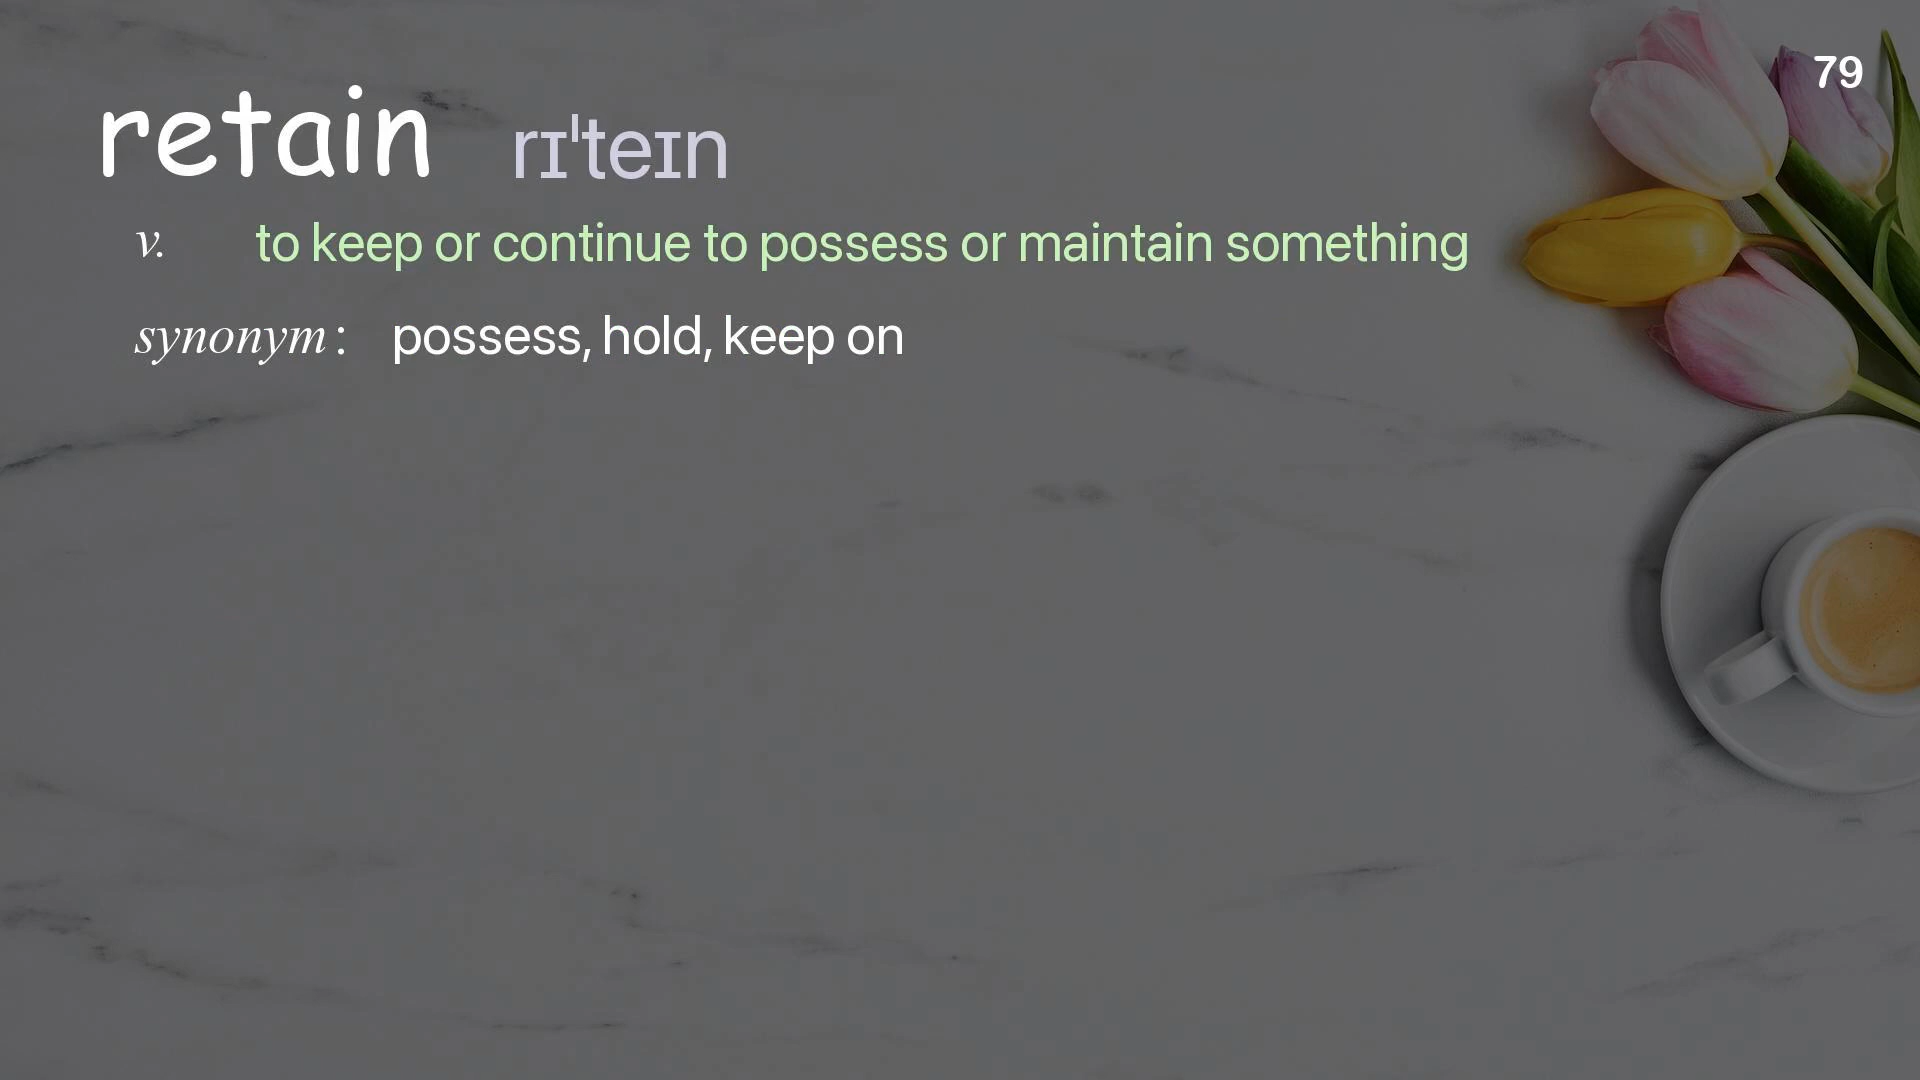 79
retain rɪˈteɪn
v. to keep or continue to possess or maintain something
synonym : possess, hold, keep on